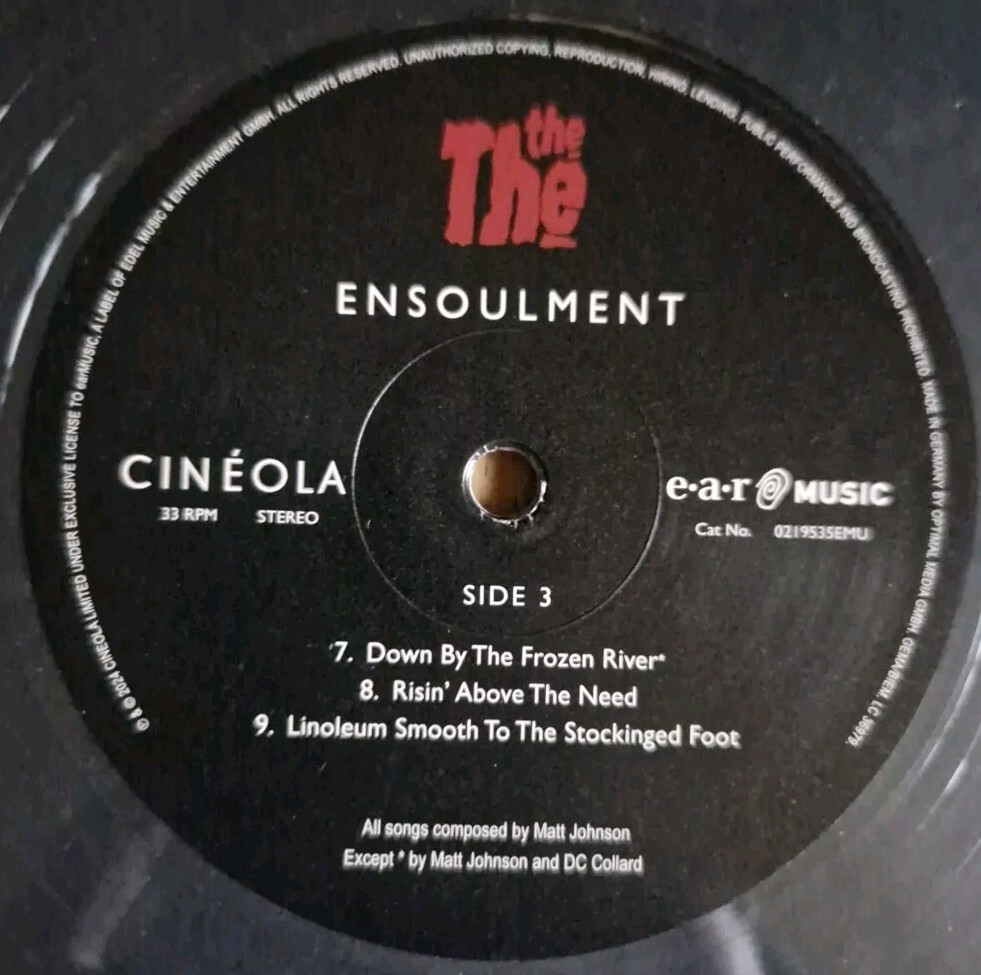 ℗ & © 2024 CINEOLA LIMITED UNDER EXCLUSIVE LICENSE TO earMUSIC, A LABEL OF EDEL MUSIC & ENTERTAINMENT GMBH. ALL RIGHTS RESERVED. UNAUTHORIZED COPYING, REPRODUCTION, HIRING, LENDING, PUBLIC PERFORMANCE AND BROADCASTING PROHIBITED. MADE IN GERMANY BY OPTIMAL MEDIA GMBH. GEMA/BIEM. LC
the
The
ENSOULMENT
CINÉOLA
33 RPM STEREO
e·a·r MUSIC
Cat No. 0219535EMU
SIDE 3
7. Down By The Frozen River*
8. Risin' Above The Need
9. Linoleum Smooth To The Stockinged Foot
All songs composed by Matt Johnson
Except * by Matt Johnson and DC Collard